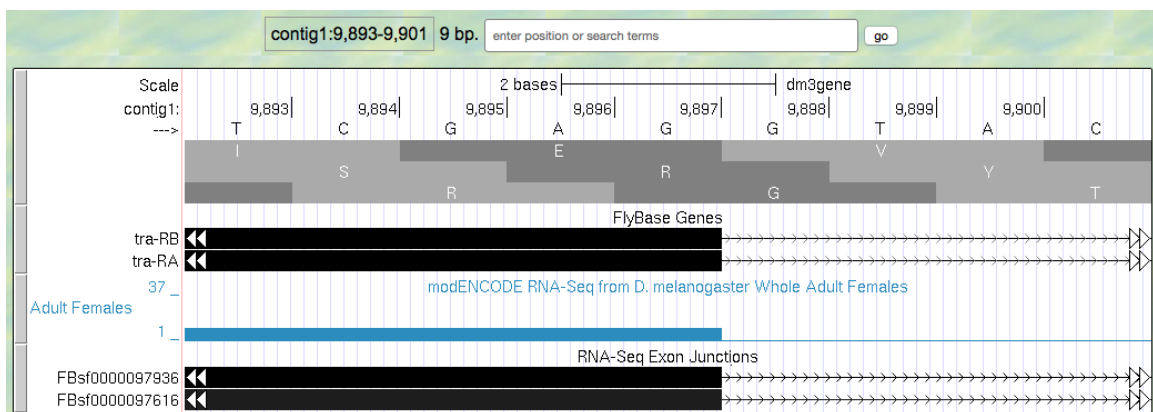 contig1:9,893-9,901 9 bp. enter position or search terms go
Scale 2 bases dm3gene
contig1: 9,893 9,894 9,895 9,896 9,897 9,898 9,899 9,900
---> T C G A G G T A C
I E V
S R Y
R G T
FlyBase Genes
tra-RB
tra-RA
37 _ modENCODE RNA-Seq from D. melanogaster Whole Adult Females
Adult Females
1 _
RNA-Seq Exon Junctions
FBsf0000097936
FBsf0000097616